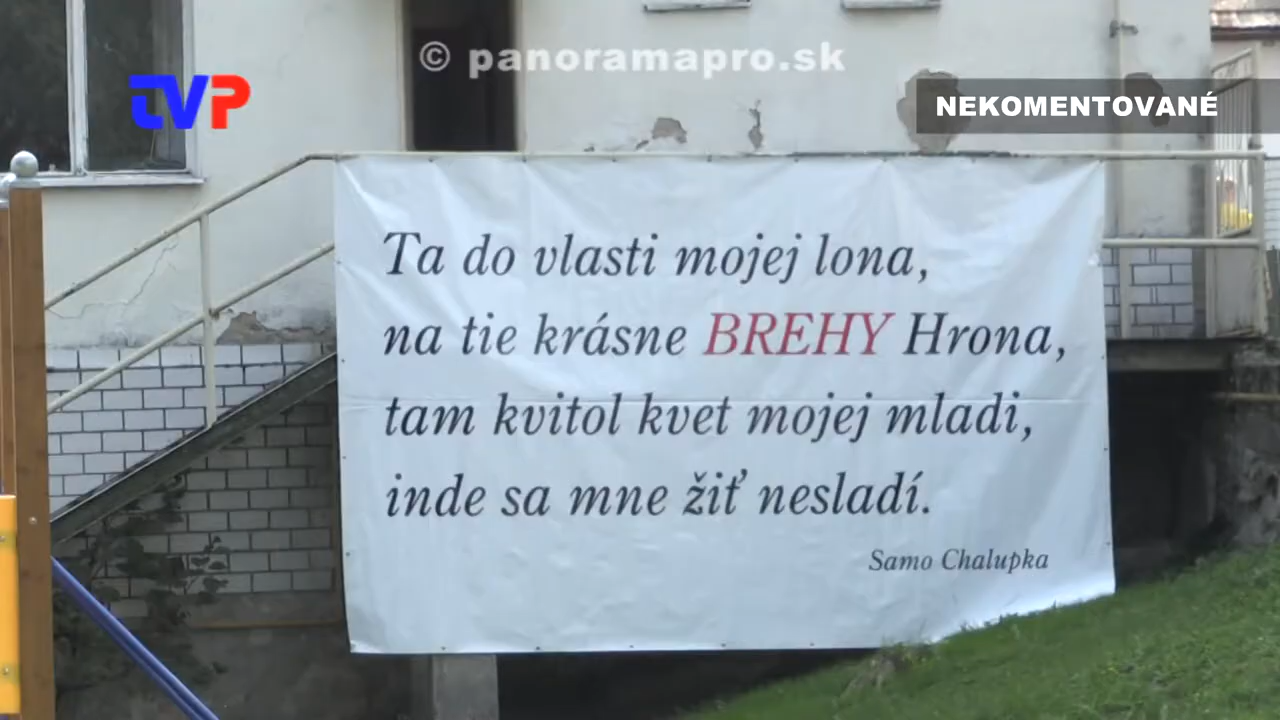 © panoramapro.sk
TVP
NEKOMENTOVANÉ
Ta do vlasti mojej lona,
na tie krásne BREHY Hrona,
tam kvitol kvet mojej mladi,
inde sa mne žiť nesladí.
Samo Chalupka